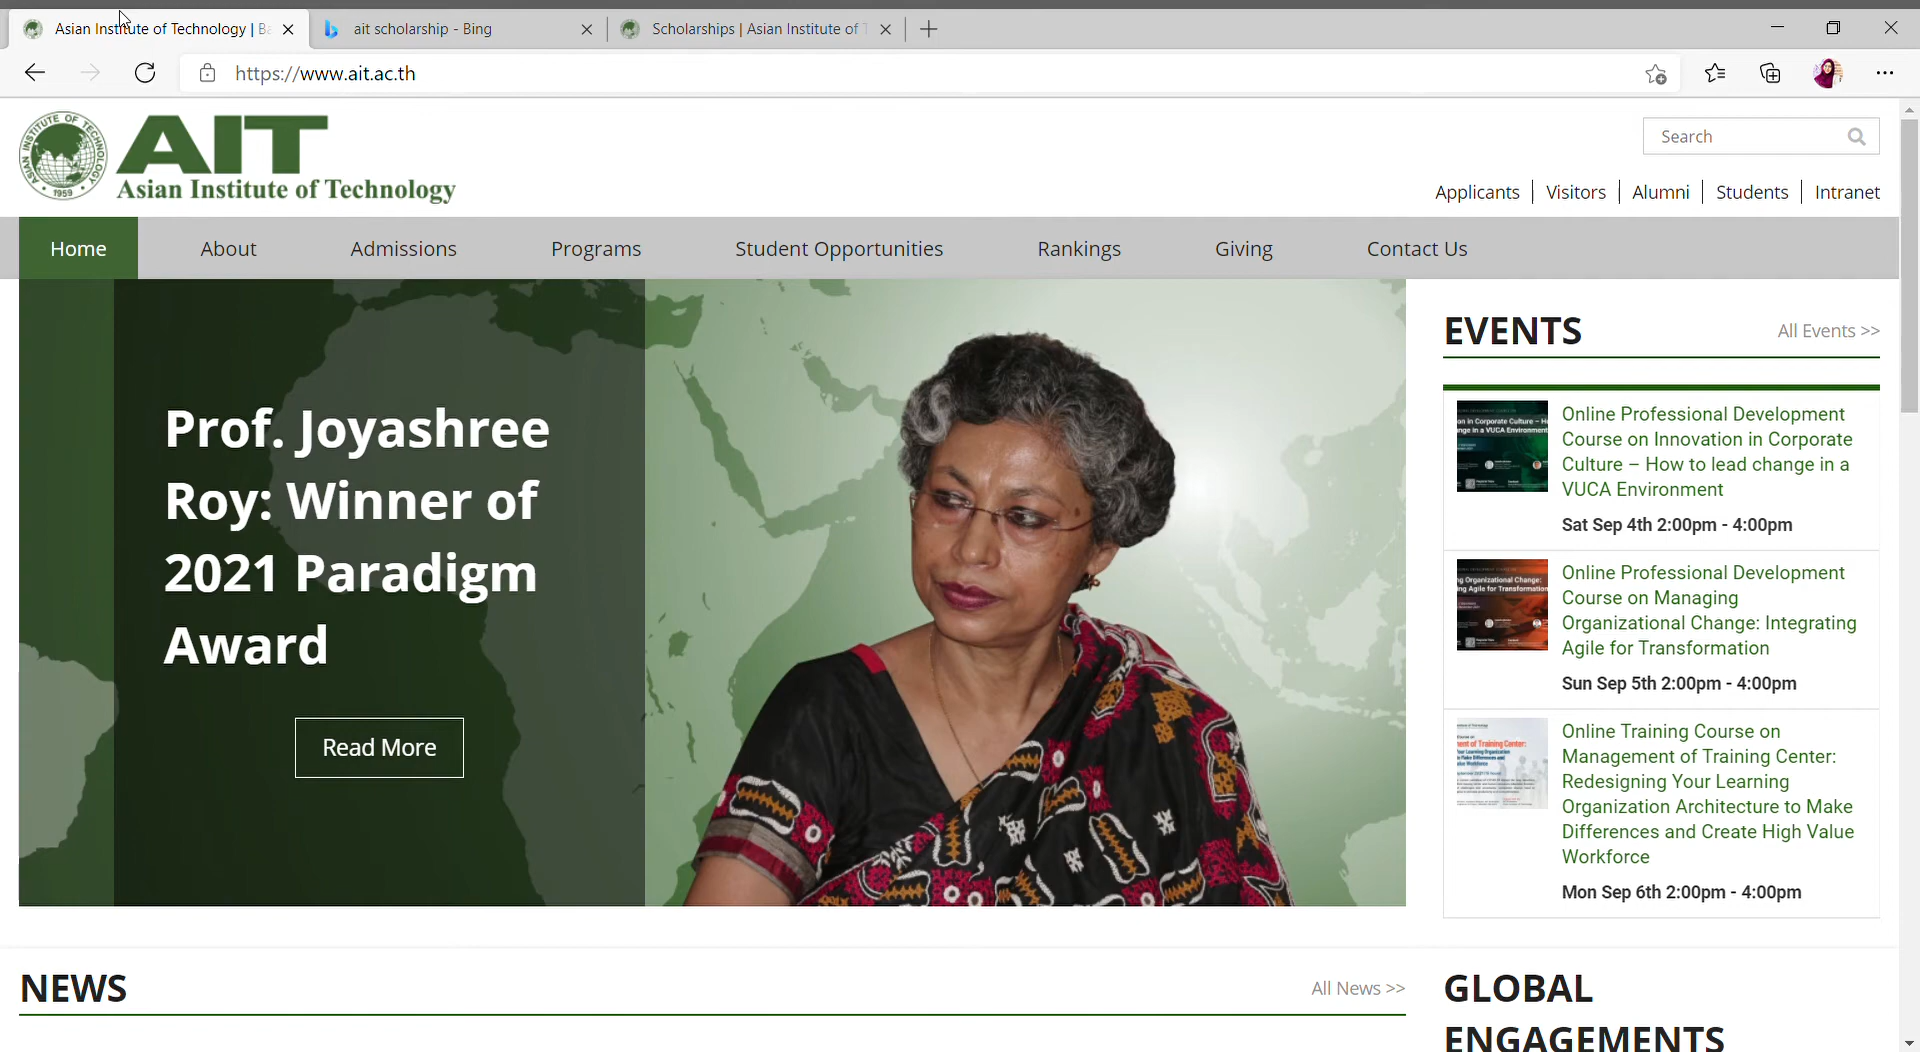 Asian Institute of Technology | Ba
ait scholarship - Bing
Scholarships | Asian Institute of T
https://www.ait.ac.th
ASIAN INSTITUTE OF TECHNOLOGY
1959
AIT
Asian Institute of Technology
Search
Applicants
Visitors
Alumni
Students
Intranet
Home
About
Admissions
Programs
Student Opportunities
Rankings
Giving
Contact Us
Prof. Joyashree
Roy: Winner of
2021 Paradigm
Award
Read More
EVENTS
All Events >>
Online Professional Development
Course on Innovation in Corporate
Culture – How to lead change in a
VUCA Environment
Sat Sep 4th 2:00pm - 4:00pm
Online Professional Development
Course on Managing
Organizational Change: Integrating
Agile for Transformation
Sun Sep 5th 2:00pm - 4:00pm
Online Training Course on
Management of Training Center:
Redesigning Your Learning
Organization Architecture to Make
Differences and Create High Value
Workforce
Mon Sep 6th 2:00pm - 4:00pm
NEWS
All News >>
GLOBAL
ENGAGEMENTS